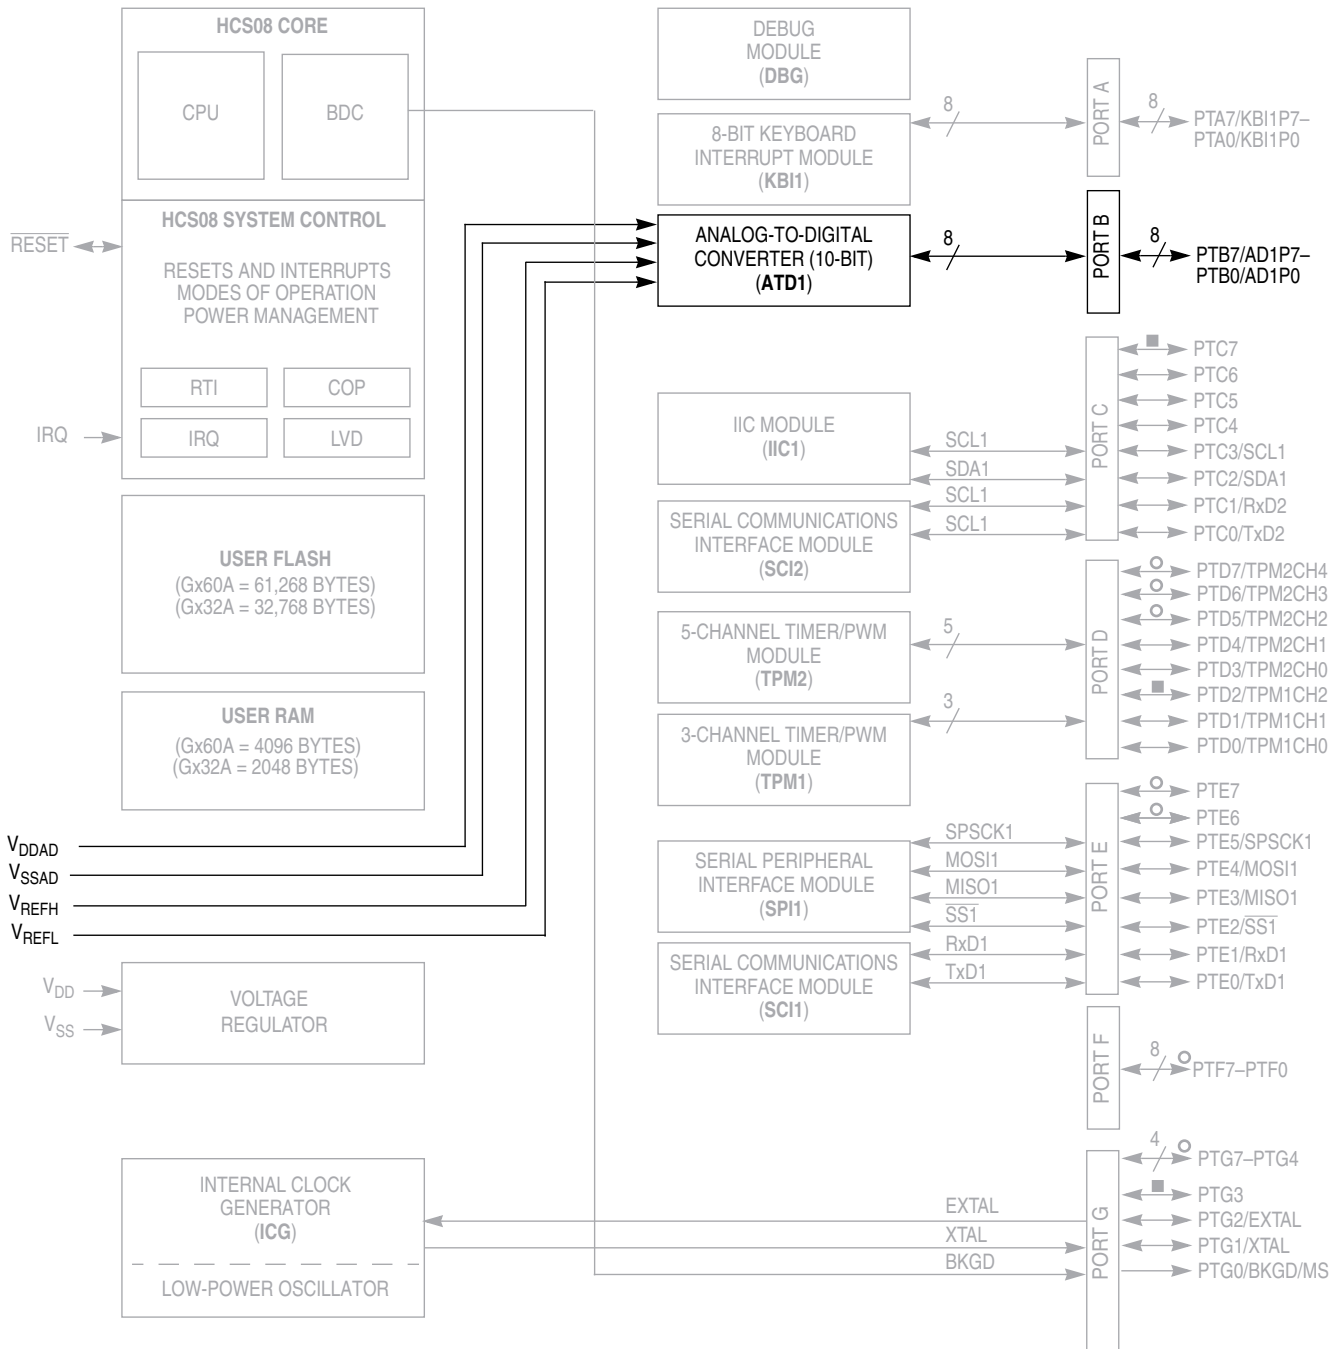 HCS08 CORE
CPU
BDC
HCS08 SYSTEM CONTROL
RESET
RESETS AND INTERRUPTS
MODES OF OPERATION
POWER MANAGEMENT
RTI
COP
IRQ
IRQ
LVD
USER FLASH
(Gx60A = 61,268 BYTES)
(Gx32A = 32,768 BYTES)
USER RAM
(Gx60A = 4096 BYTES)
(Gx32A = 2048 BYTES)
VDDAD
VSSAD
VREFH
VREFL
VDD
VSS
VOLTAGE
REGULATOR
INTERNAL CLOCK
GENERATOR
(ICG)
LOW-POWER OSCILLATOR
DEBUG
MODULE
(DBG)
8-BIT KEYBOARD
INTERRUPT MODULE
(KBI1)
8
PORT A
8
PTA7/KBI1P7–
PTA0/KBI1P0
ANALOG-TO-DIGITAL
CONVERTER (10-BIT)
(ATD1)
8
PORT B
8
PTB7/AD1P7–
PTB0/AD1P0
IIC MODULE
(IIC1)
SCL1
SDA1
SERIAL COMMUNICATIONS
INTERFACE MODULE
(SCI2)
SCL1
SCL1
PORT C
PTC7
PTC6
PTC5
PTC4
PTC3/SCL1
PTC2/SDA1
PTC1/RxD2
PTC0/TxD2
5-CHANNEL TIMER/PWM
MODULE
(TPM2)
5
3-CHANNEL TIMER/PWM
MODULE
(TPM1)
3
PORT D
PTD7/TPM2CH4
PTD6/TPM2CH3
PTD5/TPM2CH2
PTD4/TPM2CH1
PTD3/TPM2CH0
PTD2/TPM1CH2
PTD1/TPM1CH1
PTD0/TPM1CH0
SERIAL PERIPHERAL
INTERFACE MODULE
(SPI1)
SPSCK1
MOSI1
MISO1
SS1
SERIAL COMMUNICATIONS
INTERFACE MODULE
(SCI1)
RxD1
TxD1
PORT E
PTE7
PTE6
PTE5/SPSCK1
PTE4/MOSI1
PTE3/MISO1
PTE2/SS1
PTE1/RxD1
PTE0/TxD1
PORT F
8
PTF7–PTF0
EXTAL
XTAL
BKGD
PORT G
4
PTG7–PTG4
PTG3
PTG2/EXTAL
PTG1/XTAL
PTG0/BKGD/MS